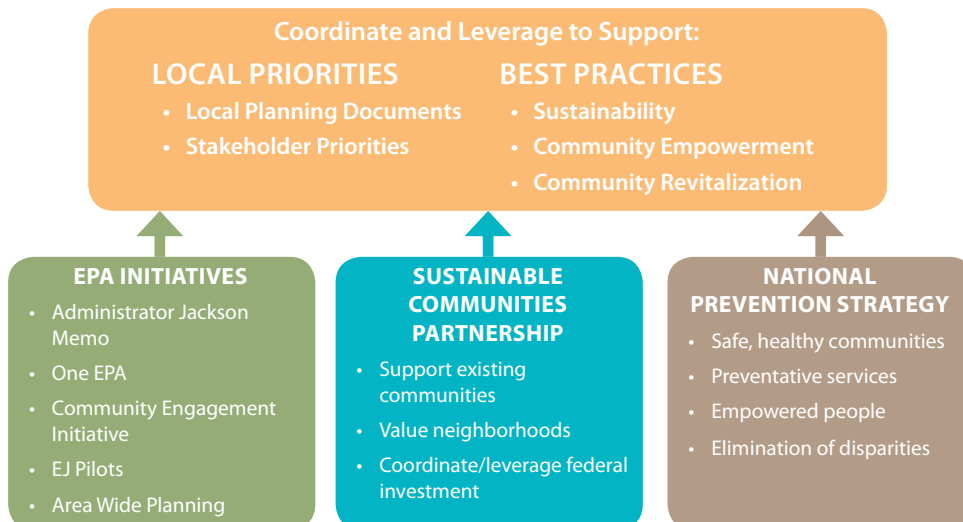 Coordinate and Leverage to Support:
LOCAL PRIORITIES
• Local Planning Documents
• Stakeholder Priorities
BEST PRACTICES
• Sustainability
• Community Empowerment
• Community Revitalization
EPA INITIATIVES
• Administrator Jackson
Memo
• One EPA
• Community Engagement
Initiative
• EJ Pilots
• Area Wide Planning
SUSTAINABLE
COMMUNITIES
PARTNERSHIP
• Support existing
communities
• Value neighborhoods
• Coordinate/leverage federal
investment
NATIONAL
PREVENTION STRATEGY
• Safe, healthy communities
• Preventative services
• Empowered people
• Elimination of disparities